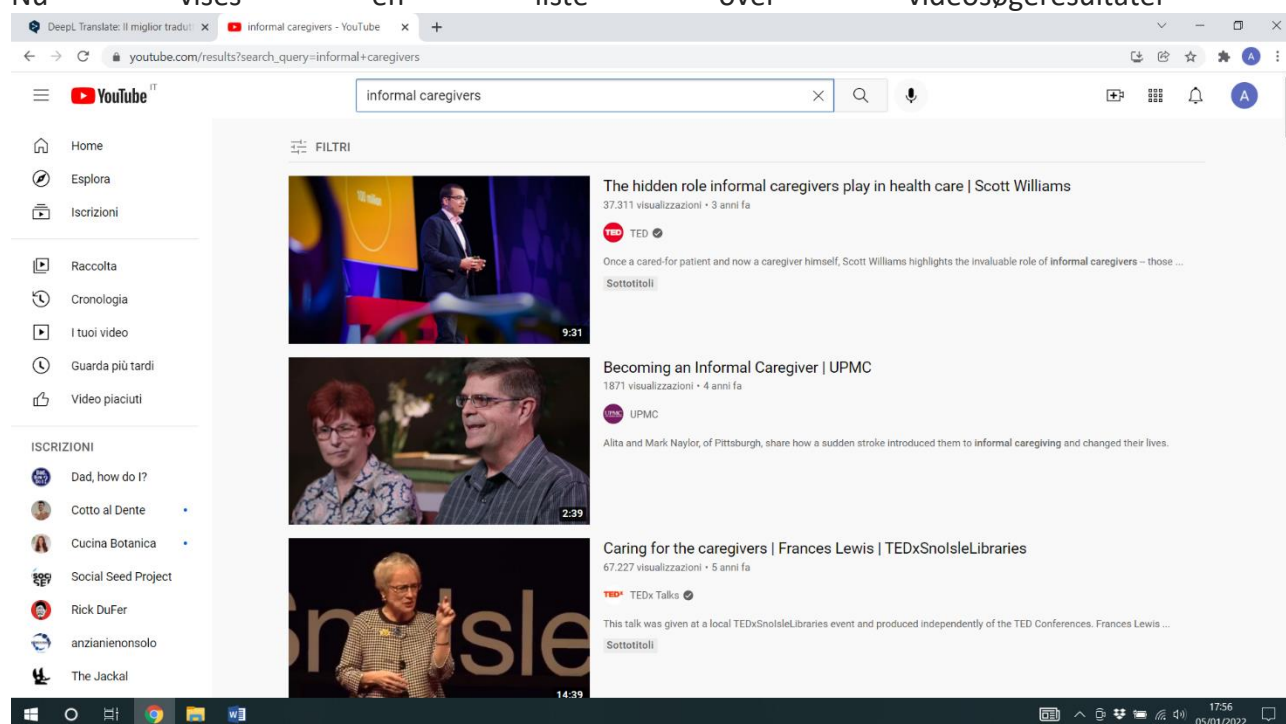 Nu vises en liste over videosøgeresultater
DeepL Translate: Il miglior tradut
informal caregivers - YouTube
youtube.com/results?search_query=informal+caregivers
YouTube IT
informal caregivers
A
Home
Esplora
Iscrizioni
Raccolta
Cronologia
I tuoi video
Guarda più tardi
Video piaciuti
ISCRIZIONI
Dad, how do I?
Cotto al Dente
Cucina Botanica
Social Seed Project
Rick DuFer
anzianienonsolo
The Jackal
FILTRI
9:31
The hidden role informal caregivers play in health care | Scott Williams
37.311 visualizzazioni • 3 anni fa
TED TED
Once a cared-for patient and now a caregiver himself, Scott Williams highlights the invaluable role of informal caregivers – those ...
Sottotitoli
2:39
Becoming an Informal Caregiver | UPMC
1871 visualizzazioni • 4 anni fa
UPMC UPMC
Alita and Mark Naylor, of Pittsburgh, share how a sudden stroke introduced them to informal caregiving and changed their lives.
14:39
Caring for the caregivers | Frances Lewis | TEDxSnoIsleLibraries
67.227 visualizzazioni • 5 anni fa
TEDx TEDx Talks
This talk was given at a local TEDxSnoIsleLibraries event and produced independently of the TED Conferences. Frances Lewis ...
Sottotitoli
17:56
05/01/2022